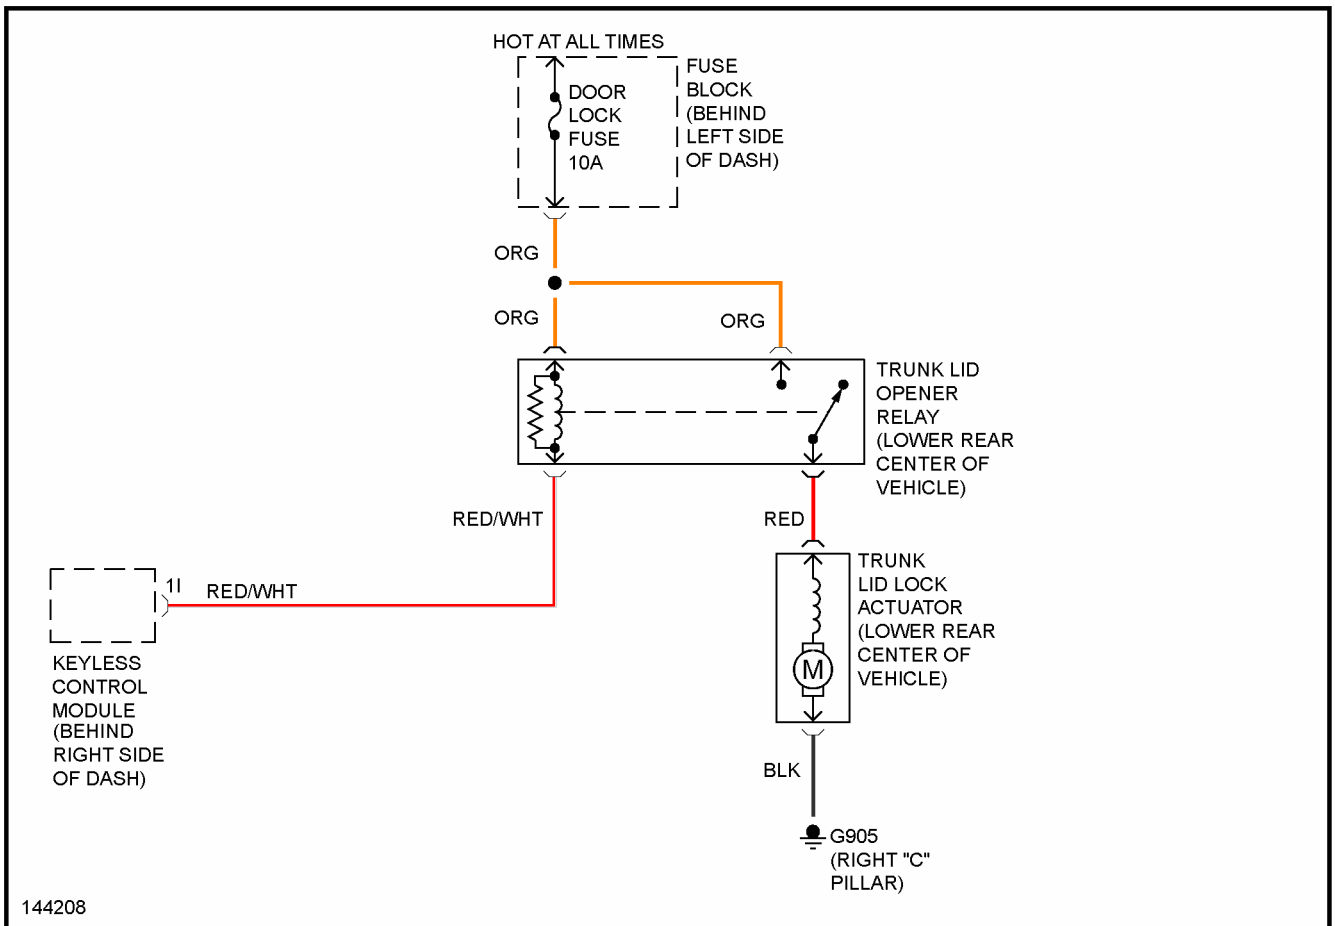 HOT AT ALL TIMES
DOOR
LOCK
FUSE
10A
FUSE
BLOCK
(BEHIND
LEFT SIDE
OF DASH)
ORG
ORG
ORG
TRUNK LID
OPENER
RELAY
(LOWER REAR
CENTER OF
VEHICLE)
RED/WHT
RED
1I
RED/WHT
KEYLESS
CONTROL
MODULE
(BEHIND
RIGHT SIDE
OF DASH)
TRUNK
LID LOCK
ACTUATOR
(LOWER REAR
CENTER OF
VEHICLE)
M
BLK
G905
(RIGHT "C"
PILLAR)
144208